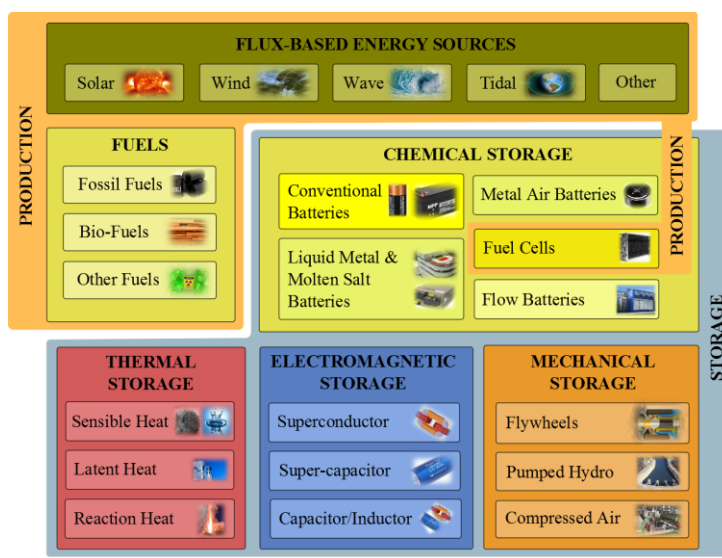 FLUX-BASED ENERGY SOURCES
Solar
Wind
Wave
Tidal
Other
PRODUCTION
FUELS
Fossil Fuels
Bio-Fuels
Other Fuels
CHEMICAL STORAGE
Conventional
Batteries
Metal Air Batteries
Liquid Metal &
Molten Salt
Batteries
Fuel Cells
Flow Batteries
PRODUCTION
STORAGE
THERMAL
STORAGE
Sensible Heat
Latent Heat
Reaction Heat
ELECTROMAGNETIC
STORAGE
Superconductor
Super-capacitor
Capacitor/Inductor
MECHANICAL
STORAGE
Flywheels
Pumped Hydro
Compressed Air